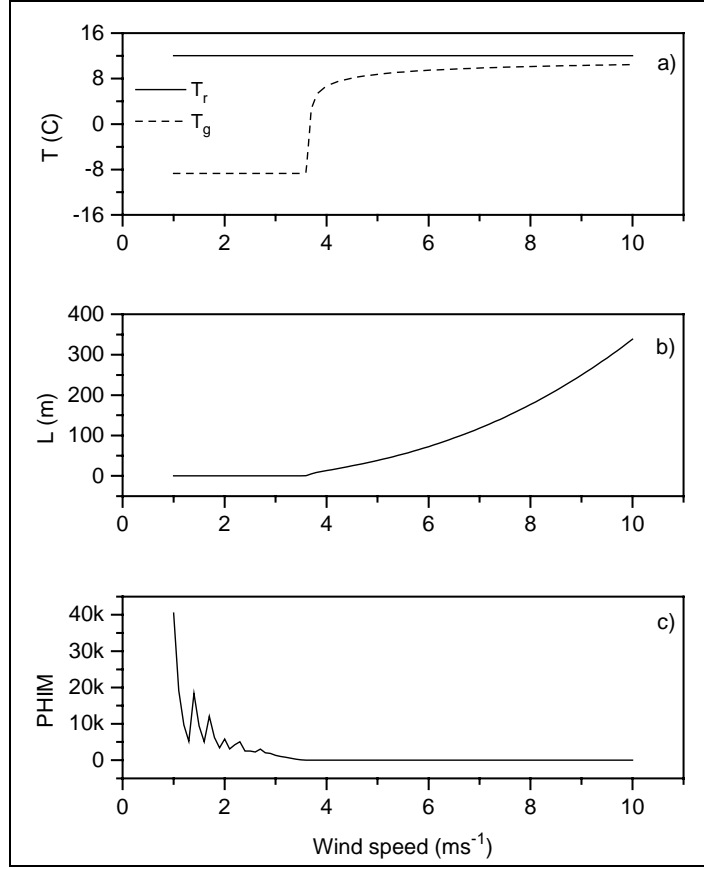 16
8
0
-8
-16
T (C)
T_r
T_g
a)
0 2 4 6 8 10
400
300
200
100
0
L (m)
b)
0 2 4 6 8 10
40k
30k
20k
10k
0
PHIM
c)
0 2 4 6 8 10
Wind speed (ms⁻¹)